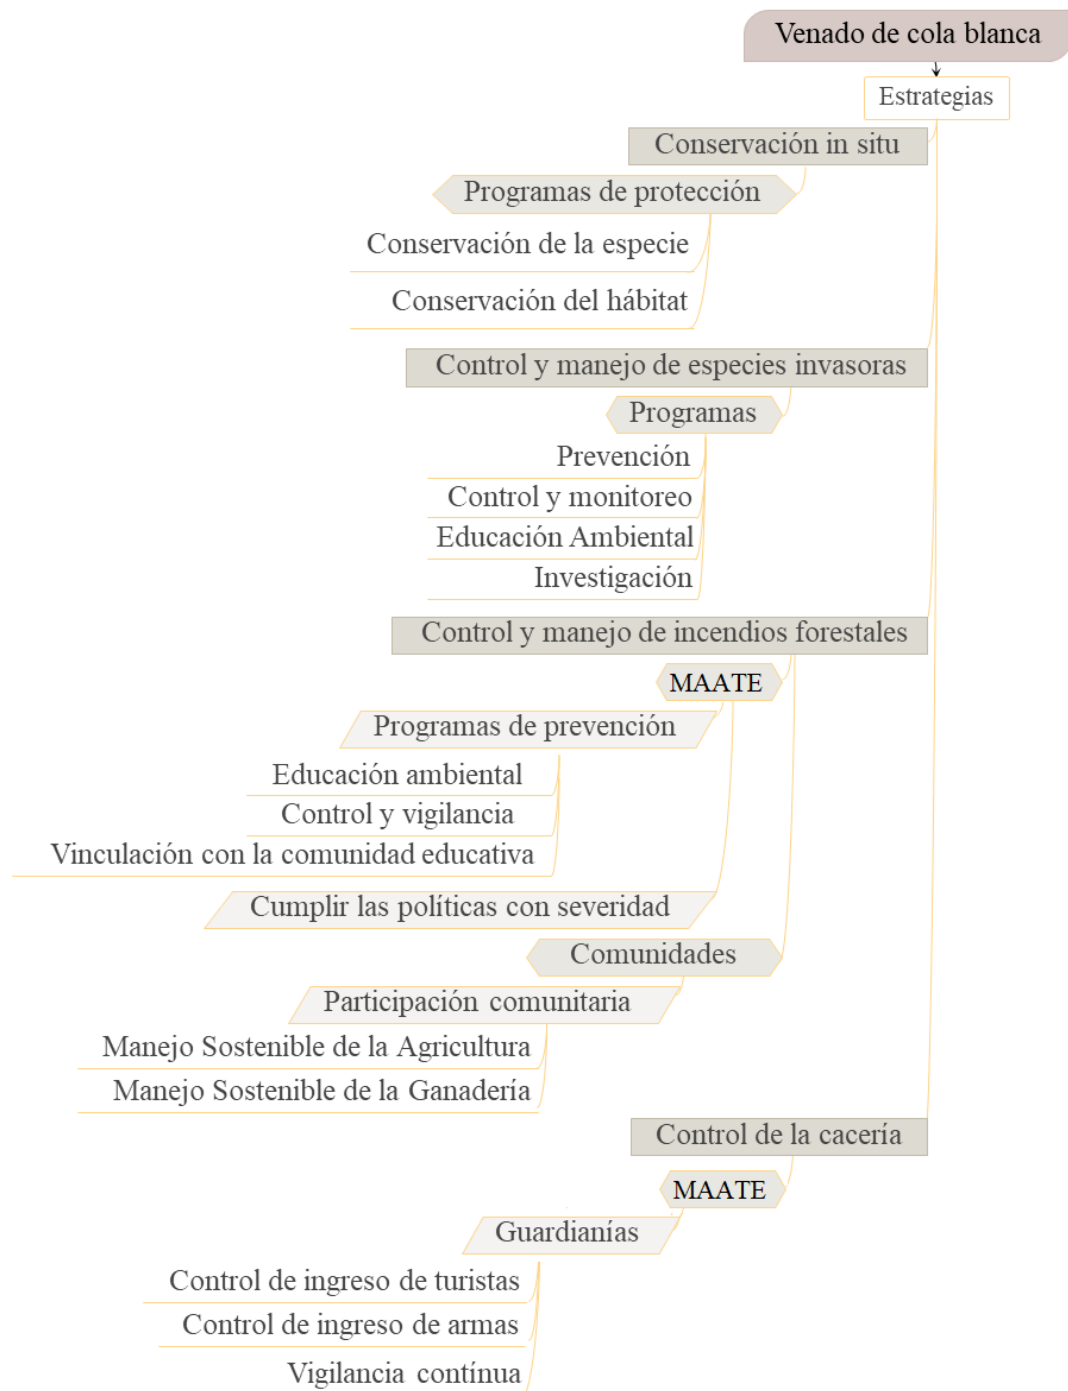 Venado de cola blanca
Estrategias
Conservación in situ
Programas de protección
Conservación de la especie
Conservación del hábitat
Control y manejo de especies invasoras
Programas
Prevención
Control y monitoreo
Educación Ambiental
Investigación
Control y manejo de incendios forestales
MAATE
Programas de prevención
Educación ambiental
Control y vigilancia
Vinculación con la comunidad educativa
Cumplir las políticas con severidad
Comunidades
Participación comunitaria
Manejo Sostenible de la Agricultura
Manejo Sostenible de la Ganadería
Control de la cacería
MAATE
Guardianías
Control de ingreso de turistas
Control de ingreso de armas
Vigilancia contínua